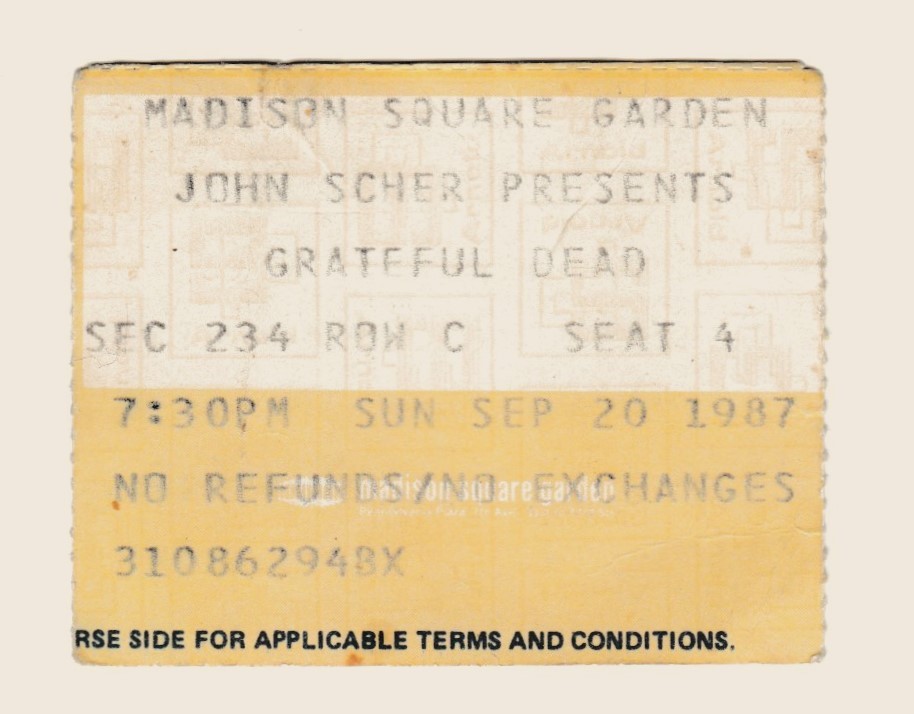 MADISON SQUARE GARDEN
JOHN SCHER PRESENTS
GRATEFUL DEAD
SEC 234 ROW C SEAT 4
7:30PM SUN SEP 20 1987
NO REFUNDS/NO EXCHANGES
madison square garden
310862948X
RSE SIDE FOR APPLICABLE TERMS AND CONDITIONS.